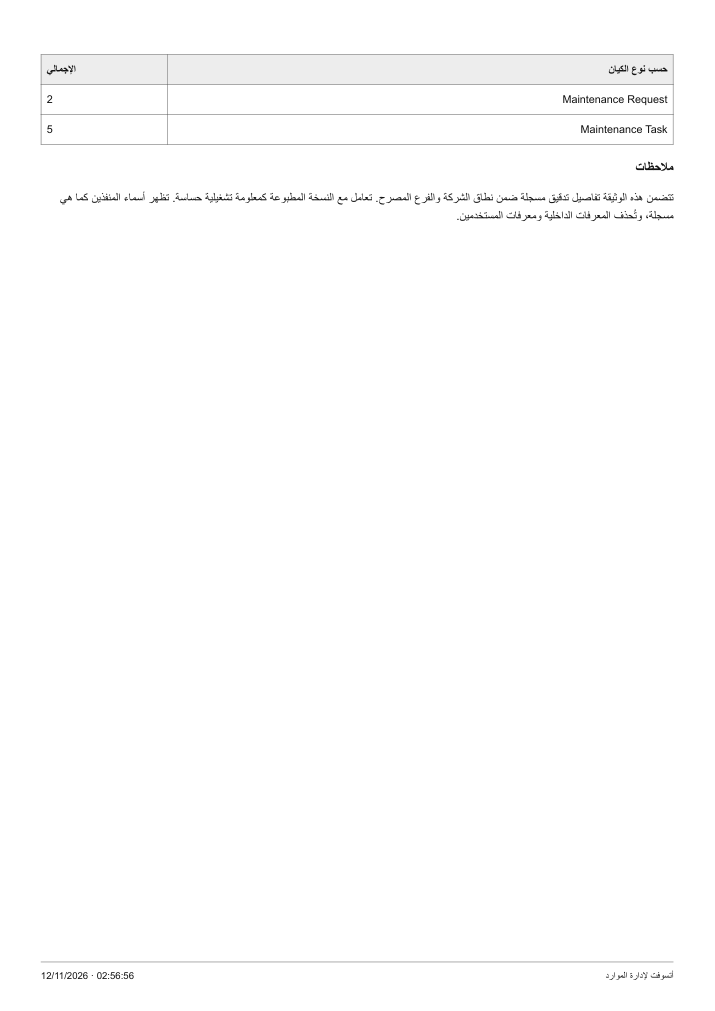 حسب نوع الكيان الإجمالي
Maintenance Request 2
Maintenance Task 5
ملاحظات
تتضمن هذه الوثيقة تفاصيل تدقيق مسجلة ضمن نطاق الشركة والفرع المصرح. تعامل مع النسخة المطبوعة كمعلومة تشغيلية حساسة. تظهر أسماء المنفذين كما هي
مسجلة، وتُحذف المعرفات الداخلية ومعرفات المستخدمين.
أتسوفت لإدارة الموارد 12/11/2026 · 02:56:56